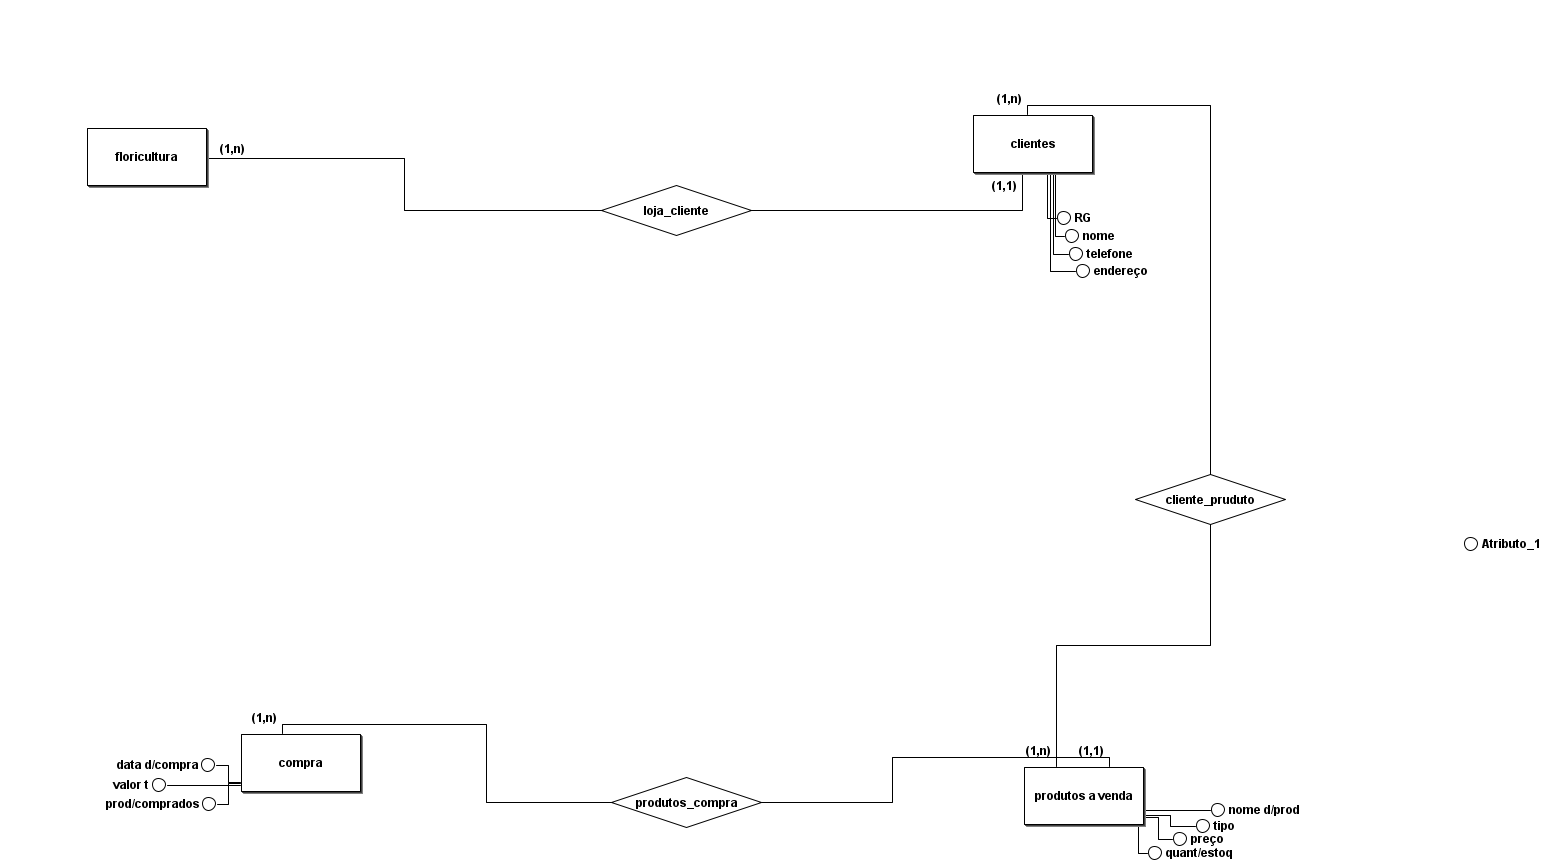 (1,n)
clientes
floricultura
(1,n)
(1,1)
loja_cliente
RG
nome
telefone
endereço
cliente_pruduto
Atributo_1
(1,n)
compra
data d/compra
valor t
prod/comprados
produtos_compra
(1,n)
(1,1)
produtos a venda
nome d/prod
tipo
preço
quant/estoq